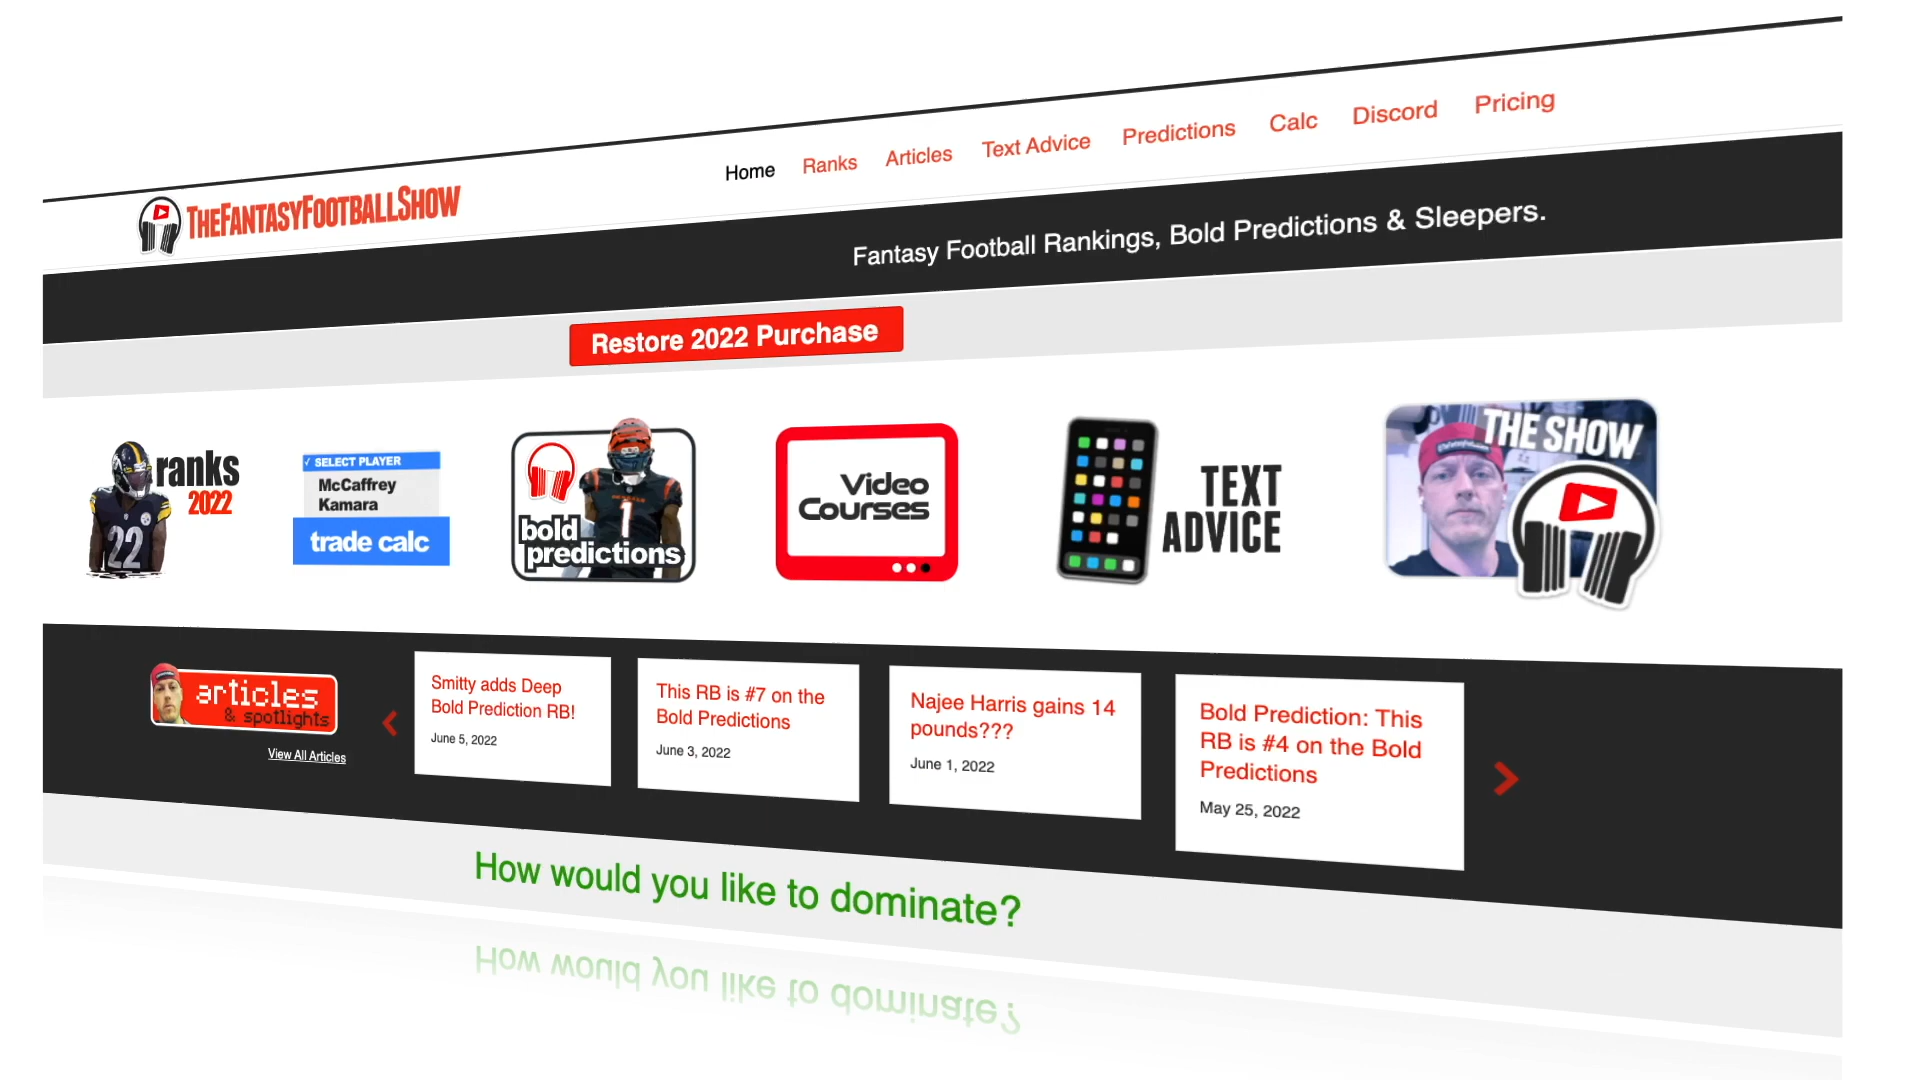 Home Ranks Articles Text Advice Predictions Calc Discord Pricing
TheFantasyFootballShow
Fantasy Football Rankings, Bold Predictions & Sleepers.
Restore 2022 Purchase
ranks
2022
22
✓ SELECT PLAYER
McCaffrey
Kamara
trade calc
1
bold
predictions
Video
Courses
TEXT
ADVICE
THE SHOW
articles
& spotlights
View All Articles
Smitty adds Deep
Bold Prediction RB!
June 5, 2022
This RB is #7 on the
Bold Predictions
June 3, 2022
Najee Harris gains 14
pounds???
June 1, 2022
Bold Prediction: This
RB is #4 on the Bold
Predictions
May 25, 2022
How would you like to dominate?
How would you like to dominate?